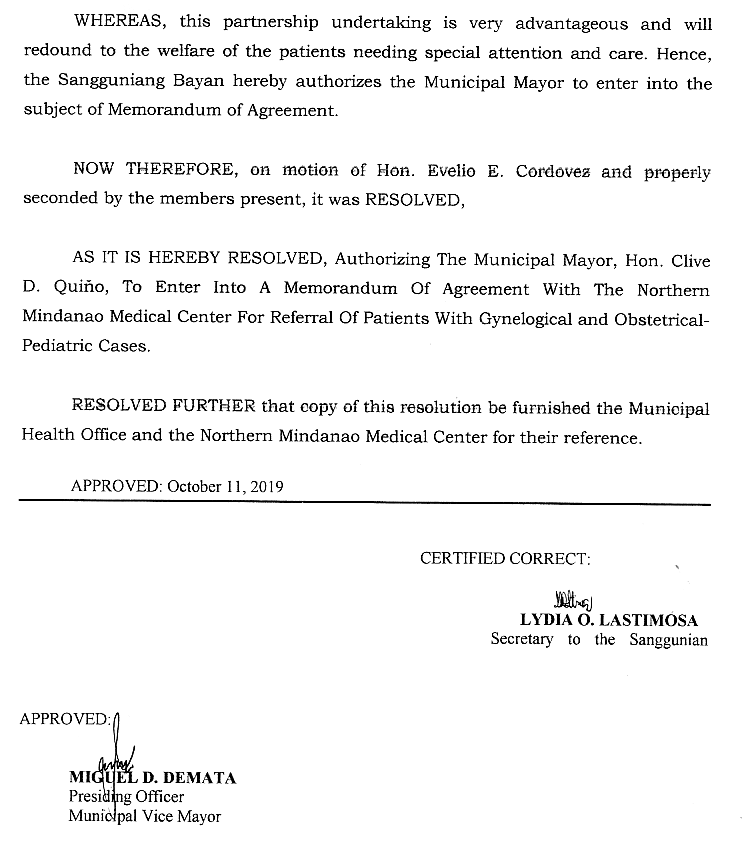 WHEREAS, this partnership undertaking is very advantageous and will
redound to the welfare of the patients needing special attention and care. Hence,
the Sangguniang Bayan hereby authorizes the Municipal Mayor to enter into the
subject of Memorandum of Agreement.
NOW THEREFORE, on motion of Hon. Evelio E. Cordovez and properly
seconded by the members present, it was RESOLVED,
AS IT IS HEREBY RESOLVED, Authorizing The Municipal Mayor, Hon. Clive
D. Quiño, To Enter Into A Memorandum Of Agreement With The Northern
Mindanao Medical Center For Referral Of Patients With Gynelogical and Obstetrical-
Pediatric Cases.
RESOLVED FURTHER that copy of this resolution be furnished the Municipal
Health Office and the Northern Mindanao Medical Center for their reference.
APPROVED: October 11, 2019
CERTIFIED CORRECT:
LYDIA O. LASTIMOSA
Secretary to the Sanggunian
APPROVED:
MIGUEL D. DEMATA
Presiding Officer
Municipal Vice Mayor